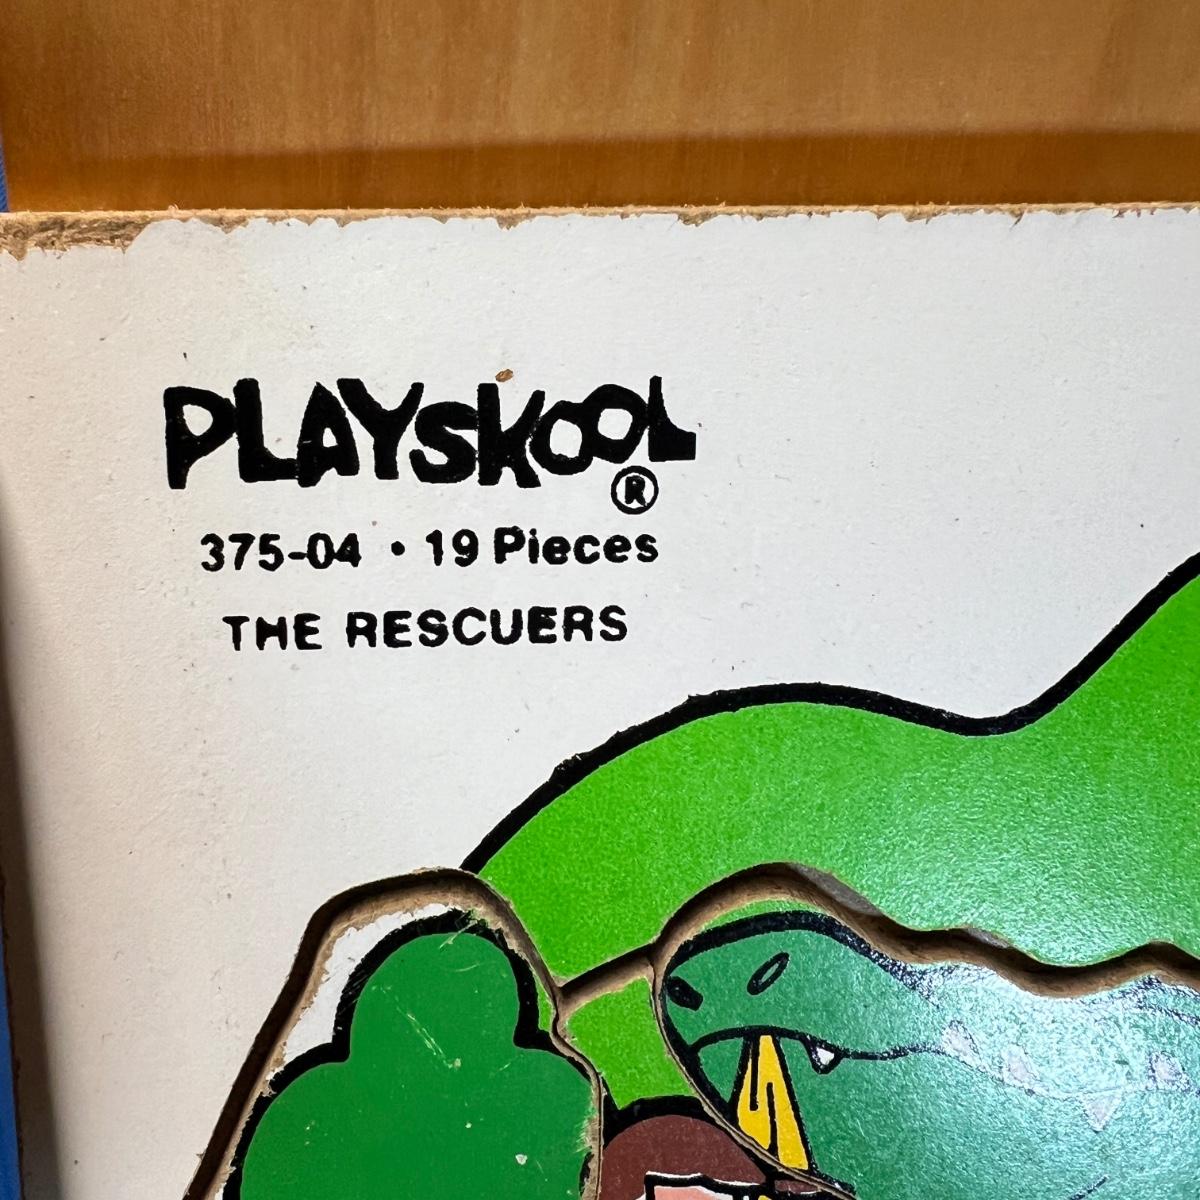 PLAYSKOOL®
375-04 • 19 Pieces
THE RESCUERS